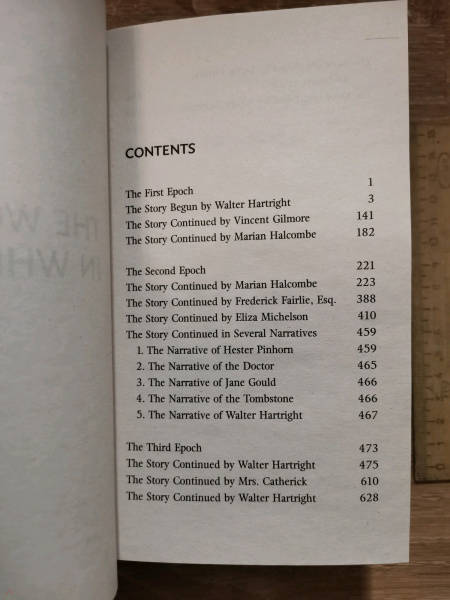 CONTENTS
The First Epoch 1
The Story Begun by Walter Hartright 3
The Story Continued by Vincent Gilmore 141
The Story Continued by Marian Halcombe 182
The Second Epoch 221
The Story Continued by Marian Halcombe 223
The Story Continued by Frederick Fairlie, Esq. 388
The Story Continued by Eliza Michelson 410
The Story Continued in Several Narratives 459
1. The Narrative of Hester Pinhorn 459
2. The Narrative of the Doctor 465
3. The Narrative of Jane Gould 466
4. The Narrative of the Tombstone 466
5. The Narrative of Walter Hartright 467
The Third Epoch 473
The Story Continued by Walter Hartright 475
The Story Continued by Mrs. Catherick 610
The Story Continued by Walter Hartright 628